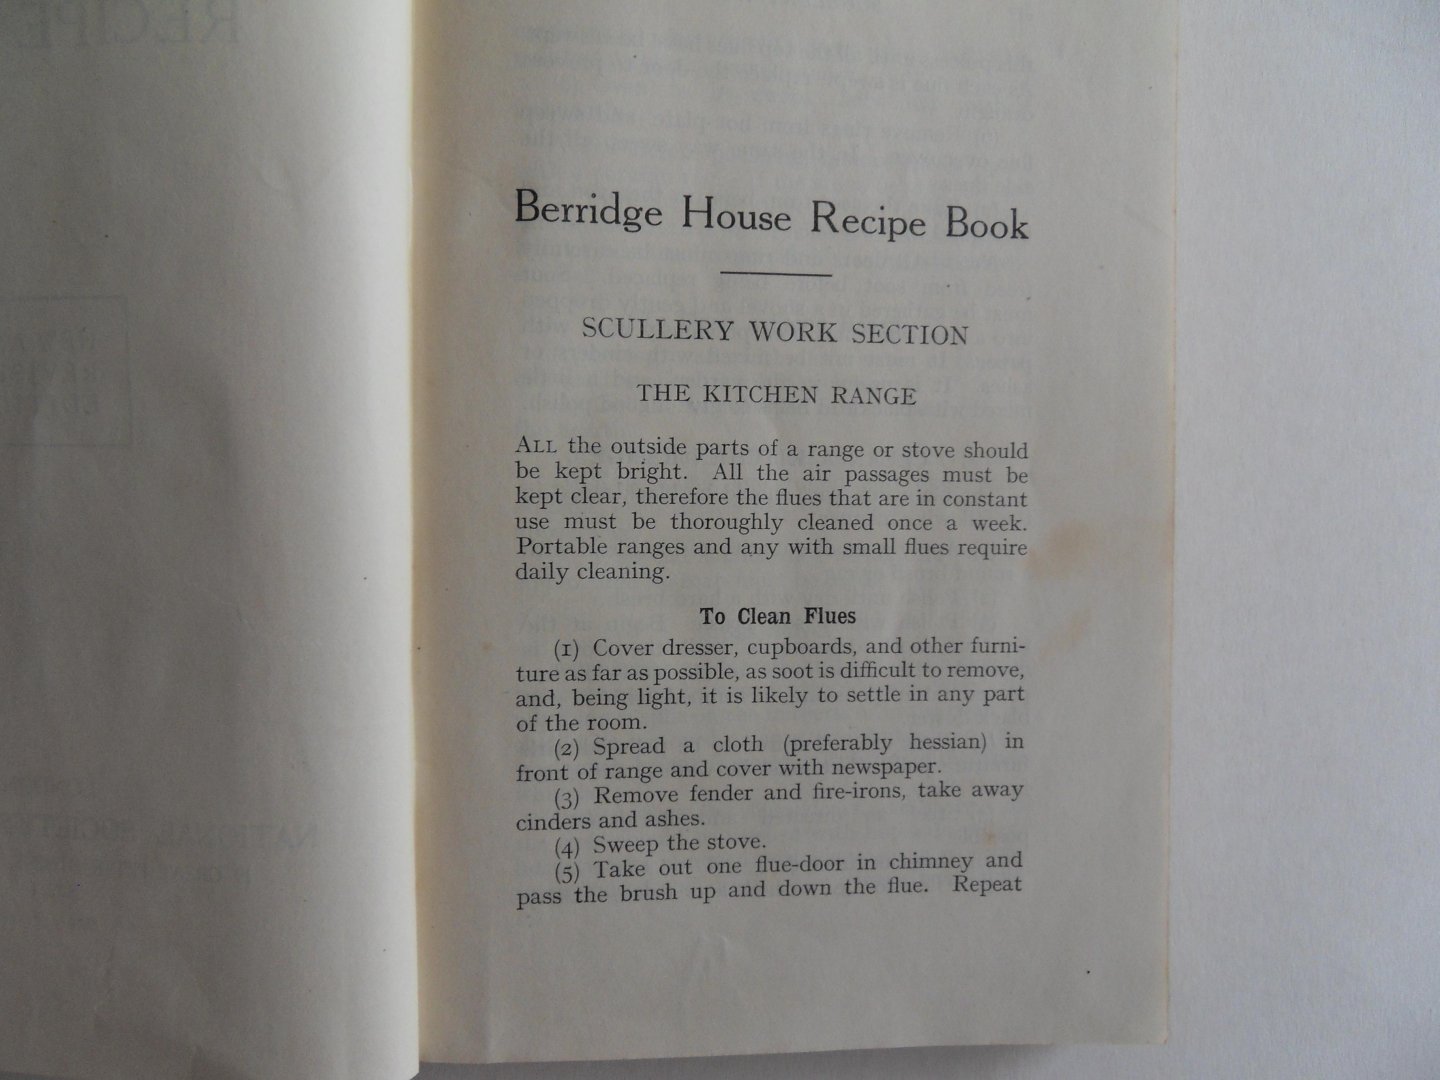 Berridge House Recipe Book
SCULLERY WORK SECTION
THE KITCHEN RANGE
ALL the outside parts of a range or stove should
be kept bright. All the air passages must be
kept clear, therefore the flues that are in constant
use must be thoroughly cleaned once a week.
Portable ranges and any with small flues require
daily cleaning.
To Clean Flues
(1) Cover dresser, cupboards, and other furni-
ture as far as possible, as soot is difficult to remove,
and, being light, it is likely to settle in any part
of the room.
(2) Spread a cloth (preferably hessian) in
front of range and cover with newspaper.
(3) Remove fender and fire-irons, take away
cinders and ashes.
(4) Sweep the stove.
(5) Take out one flue-door in chimney and
pass the brush up and down the flue. Repeat